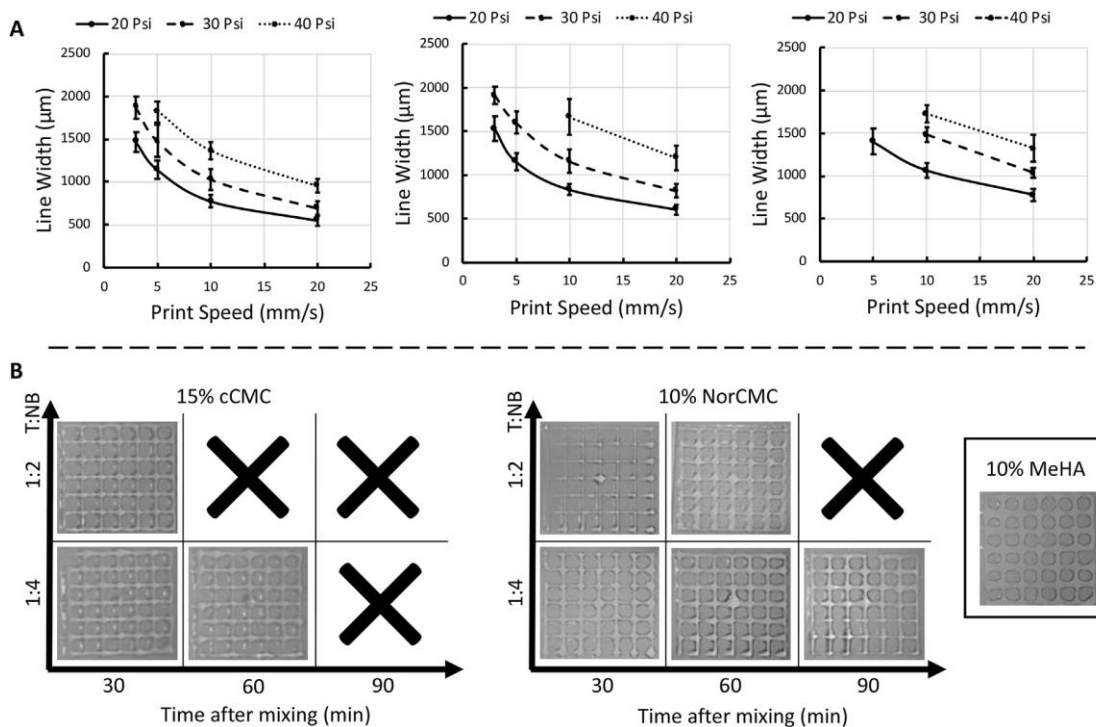 A
20 Psi 30 Psi 40 Psi
2500
2000
1500
1000
500
0
0 5 10 15 20 25
Line Width (µm)
Print Speed (mm/s)
20 Psi 30 Psi 40 Psi
2500
2000
1500
1000
500
0
0 5 10 15 20 25
Line Width (µm)
Print Speed (mm/s)
20 Psi 30 Psi 40 Psi
2500
2000
1500
1000
500
0
0 5 10 15 20 25
Line Width (µm)
Print Speed (mm/s)
B
15% cCMC
T:NB
1:2
1:4
30 60 90
Time after mixing (min)
10% NorCMC
T:NB
1:2
1:4
30 60 90
Time after mixing (min)
10% MeHA